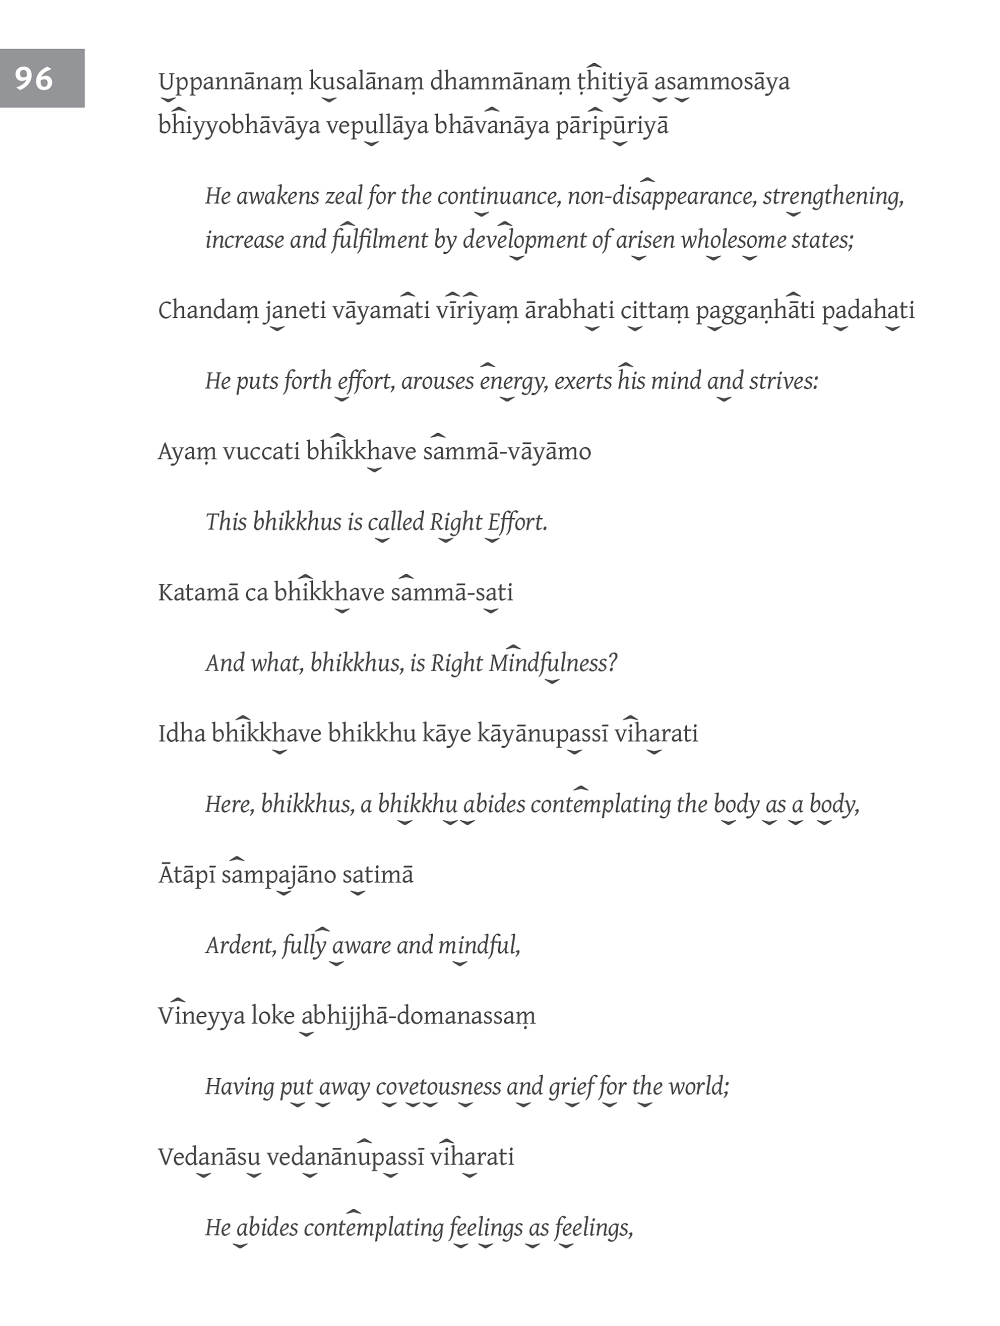 96
Uppannānaṃ kusalānaṃ dhammānaṃ ṭhitiyā asammosāya
bhiyyobhāvāya vepullāya bhāvanāya pāripūriyā
He awakens zeal for the continuance, non-disappearance, strengthening,
increase and fulfilment by development of arisen wholesome states;
Chandaṃ janeti vāyamati vīriyaṃ ārabhati cittaṃ paggaṇhāti padahati
He puts forth effort, arouses energy, exerts his mind and strives:
Ayaṃ vuccati bhikkhave sammā-vāyāmo
This bhikkhus is called Right Effort.
Katamā ca bhikkhave sammā-sati
And what, bhikkhus, is Right Mindfulness?
Idha bhikkhave bhikkhu kāye kāyānupassī viharati
Here, bhikkhus, a bhikkhu abides contemplating the body as a body,
Ātāpī sampajāno satimā
Ardent, fully aware and mindful,
Vineyya loke abhijjhā-domanassaṃ
Having put away covetousness and grief for the world;
Vedanāsu vedanānupassī viharati
He abides contemplating feelings as feelings,